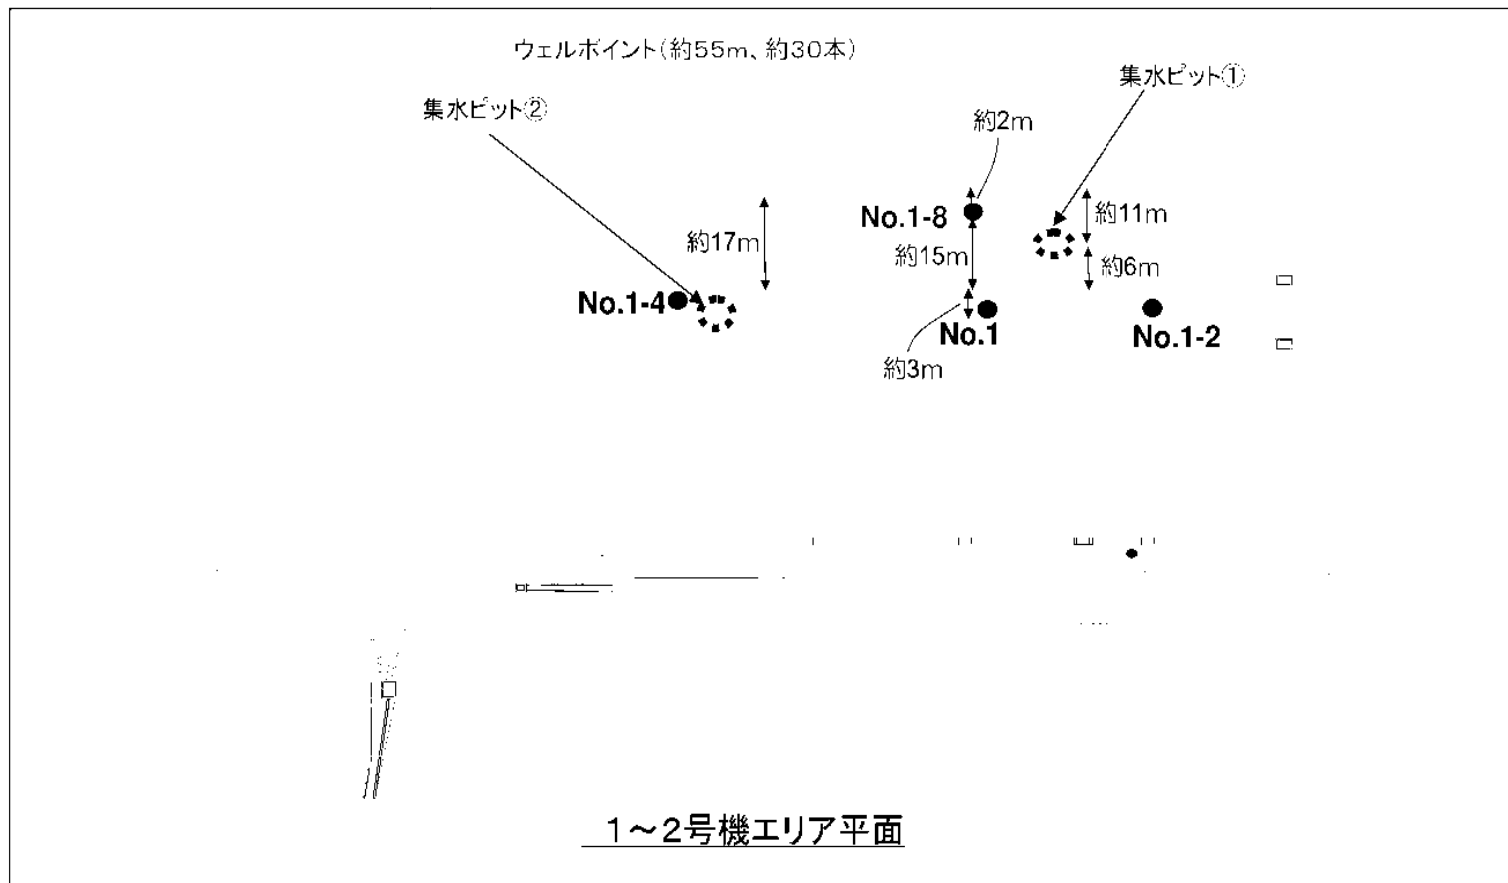 ウェルポイント(約55m、約30本)
集水ピット①
集水ピット②
約2m
No.1-8
約11m
約17m
約15m
約6m
No.1-4
No.1
No.1-2
約3m
1~2号機エリア平面